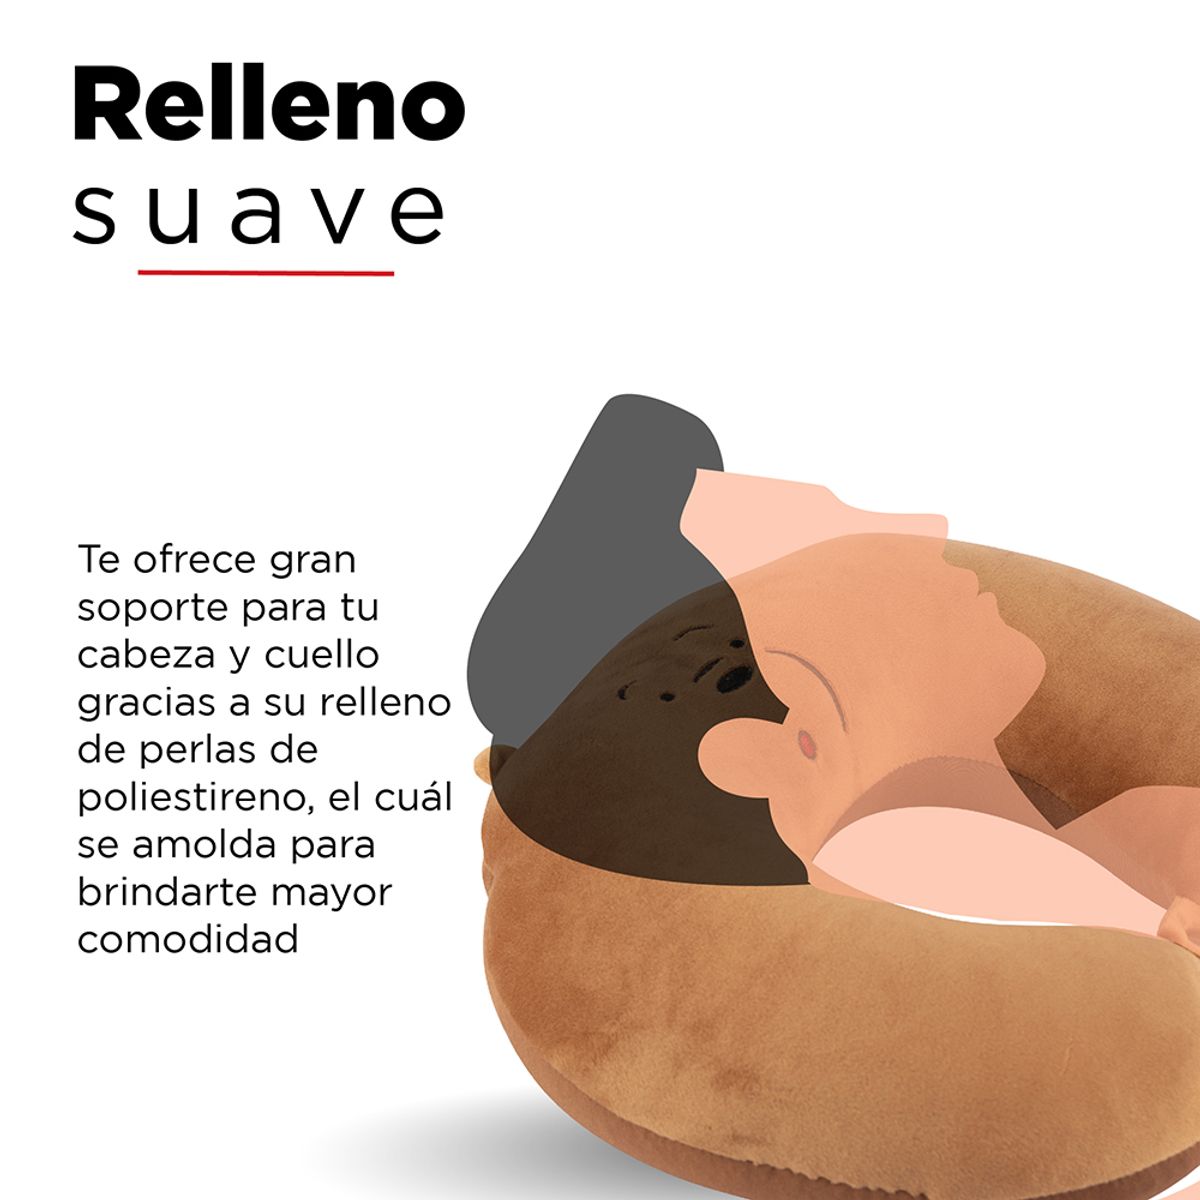 Relleno
suave
Te ofrece gran
soporte para tu
cabeza y cuello
gracias a su relleno
de perlas de
poliestireno, el cuál
se amolda para
brindarte mayor
comodidad